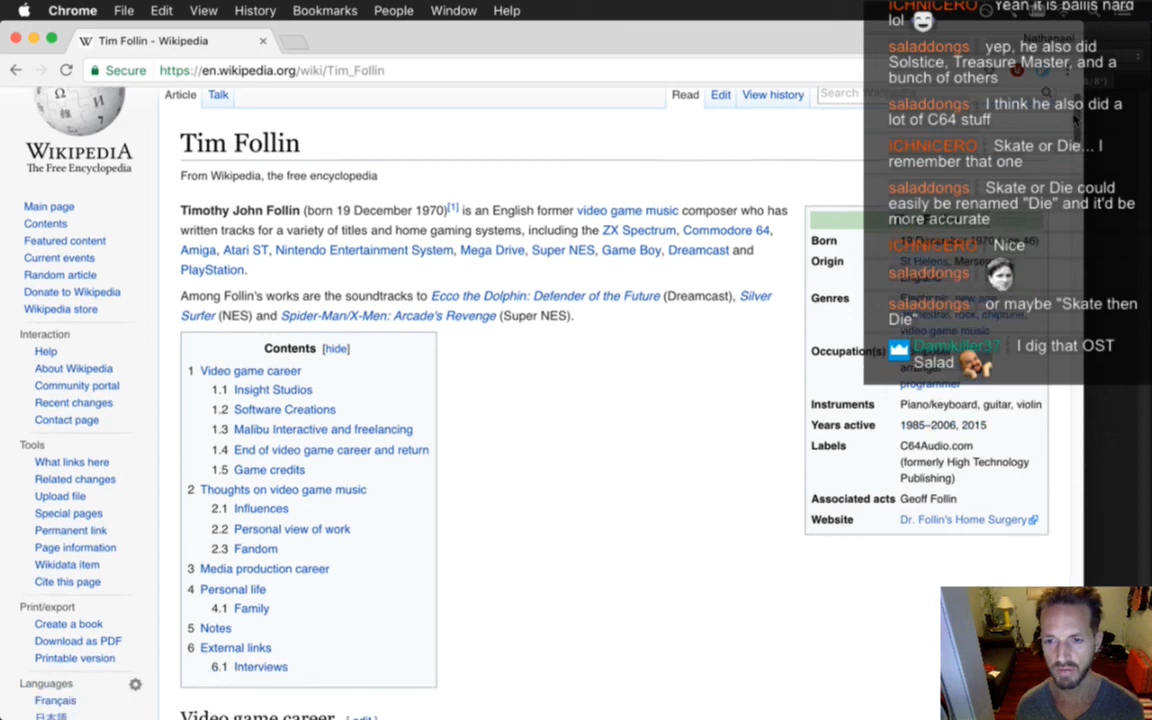 Chrome File Edit View History Bookmarks People Window Help
Tim Follin - Wikipedia
Nathanael
Secure https://en.wikipedia.org/wiki/Tim_Follin
WIKIPEDIA
The Free Encyclopedia
Main page
Contents
Featured content
Current events
Random article
Donate to Wikipedia
Wikipedia store
Interaction
Help
About Wikipedia
Community portal
Recent changes
Contact page
Tools
What links here
Related changes
Upload file
Special pages
Permanent link
Page information
Wikidata item
Cite this page
Print/export
Create a book
Download as PDF
Printable version
Languages
Français
日本語
Article Talk Read Edit View history Search
Tim Follin
From Wikipedia, the free encyclopedia
Timothy John Follin (born 19 December 1970)[1] is an English former video game music composer who has
written tracks for a variety of titles and home gaming systems, including the ZX Spectrum, Commodore 64,
Amiga, Atari ST, Nintendo Entertainment System, Mega Drive, Super NES, Game Boy, Dreamcast and
PlayStation.
Among Follin's works are the soundtracks to Ecco the Dolphin: Defender of the Future (Dreamcast), Silver
Surfer (NES) and Spider-Man/X-Men: Arcade's Revenge (Super NES).
Contents [hide]
1 Video game career
1.1 Insight Studios
1.2 Software Creations
1.3 Malibu Interactive and freelancing
1.4 End of video game career and return
1.5 Game credits
2 Thoughts on video game music
2.1 Influences
2.2 Personal view of work
2.3 Fandom
3 Media production career
4 Personal life
4.1 Family
5 Notes
6 External links
6.1 Interviews
Video game career [edit]
Born
Origin St Helens,
Genres
video game music
Occupation(s)
programmer
Instruments Piano/keyboard, guitar, violin
Years active 1985–2006, 2015
Labels C64Audio.com
(formerly High Technology
Publishing)
Associated acts Geoff Follin
Website Dr. Follin's Home Surgery
ICHNICERO Yeah it is ballls hard
lol
saladdongs yep, he also did
Solstice, Treasure Master, and a
bunch of others
saladdongs I think he also did a
lot of C64 stuff
ICHNICERO Skate or Die... I
remember that one
saladdongs Skate or Die could
easily be renamed "Die" and it'd be
more accurate
ICHNICERO Nice
saladdongs
saladdongs or maybe "Skate then
Die"
Damikiller37 I dig that OST
Salad